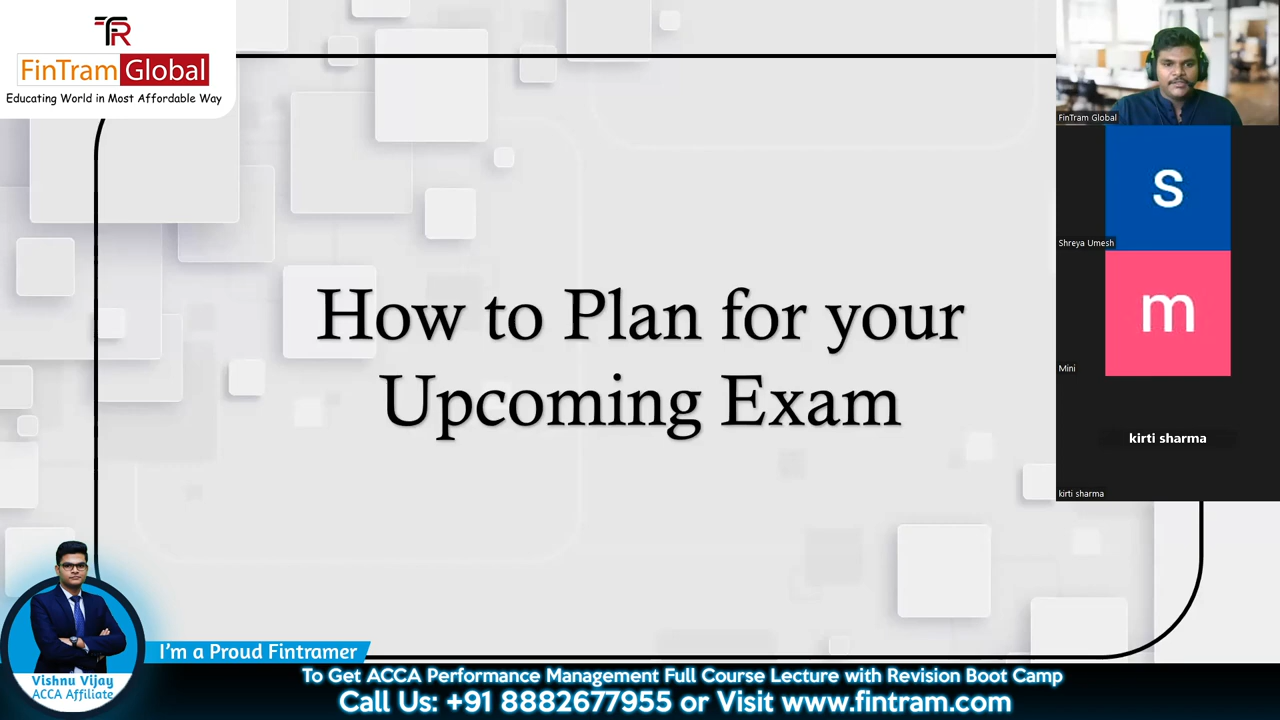 TFR
FinTram Global
Educating World in Most Affordable Way
How to Plan for your
Upcoming Exam
FinTram Global
s
Shreya Umesh
m
Mini
kirti sharma
kirti sharma
I'm a Proud Fintramer
Vishnu Vijay
ACCA Affiliate
To Get ACCA Performance Management Full Course Lecture with Revision Boot Camp
Call Us: +91 8882677955 or Visit www.fintram.com